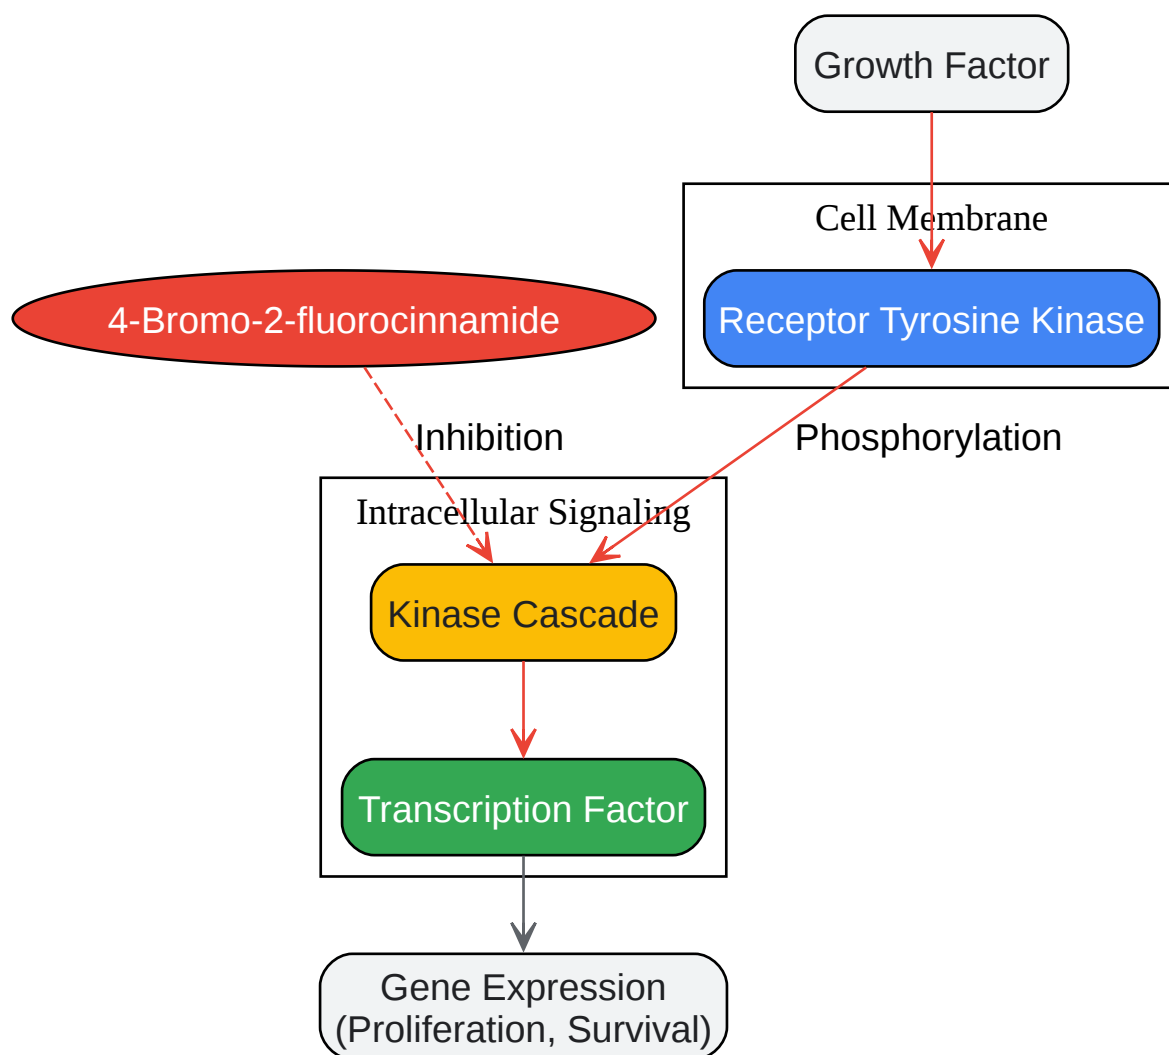 Growth Factor
Cell Membrane
4-Bromo-2-fluorocinnamide
Receptor Tyrosine Kinase
Inhibition
Phosphorylation
Intracellular Signaling
Kinase Cascade
Transcription Factor
Gene Expression
(Proliferation, Survival)